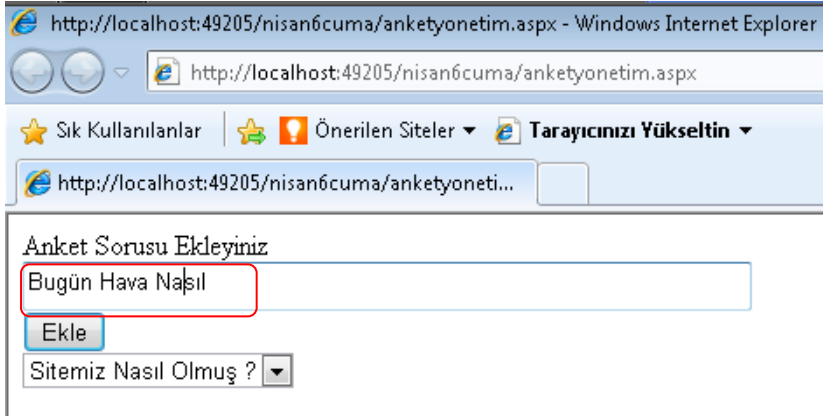 http://localhost:49205/nisan6cuma/anketyonetim.aspx - Windows Internet Explorer
http://localhost:49205/nisan6cuma/anketyonetim.aspx
Sık Kullanılanlar Önerilen Siteler Tarayıcınızı Yükseltin
http://localhost:49205/nisan6cuma/anketyoneti...
Anket Sorusu Ekleyiniz
Bugün Hava Nasıl
Ekle
Sitemiz Nasıl Olmuş ?